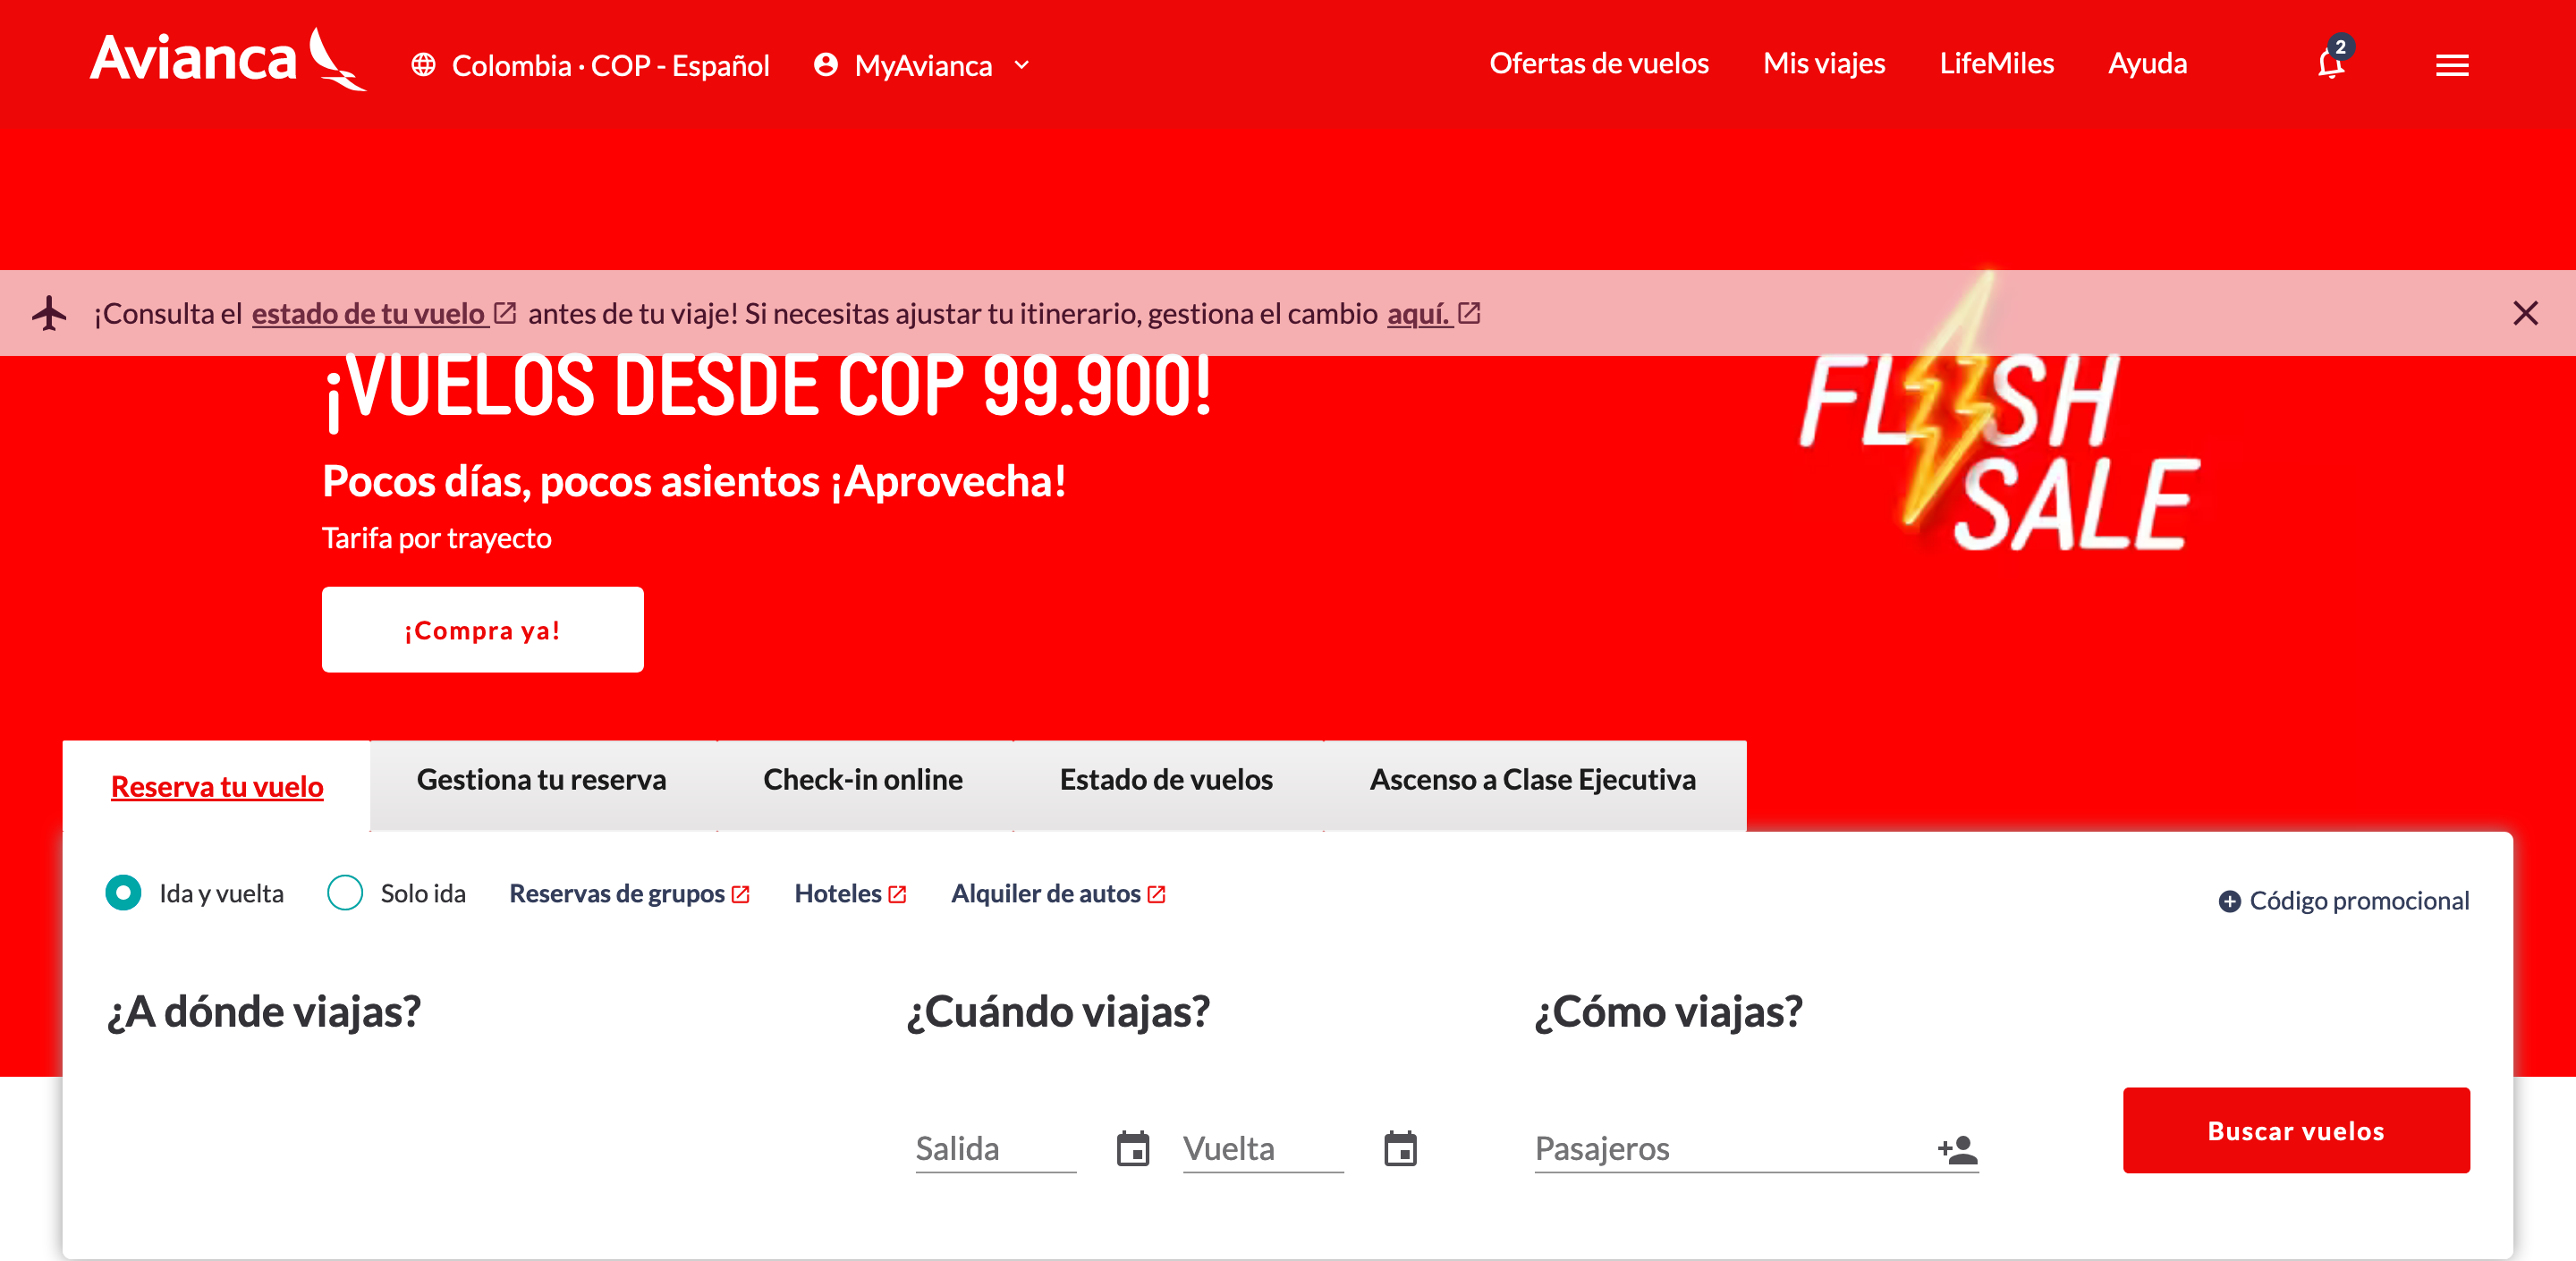 Avianca
Colombia · COP - Español
MyAvianca
Ofertas de vuelos
Mis viajes
LifeMiles
Ayuda
2
¡Consulta el estado de tu vuelo antes de tu viaje! Si necesitas ajustar tu itinerario, gestiona el cambio aquí.
¡VUELOS DESDE COP 99.900!
Pocos días, pocos asientos ¡Aprovecha!
Tarifa por trayecto
¡Compra ya!
FLASH
SALE
Reserva tu vuelo
Gestiona tu reserva
Check-in online
Estado de vuelos
Ascenso a Clase Ejecutiva
Ida y vuelta
Solo ida
Reservas de grupos
Hoteles
Alquiler de autos
Código promocional
¿A dónde viajas?
¿Cuándo viajas?
¿Cómo viajas?
Salida
Vuelta
Pasajeros
Buscar vuelos